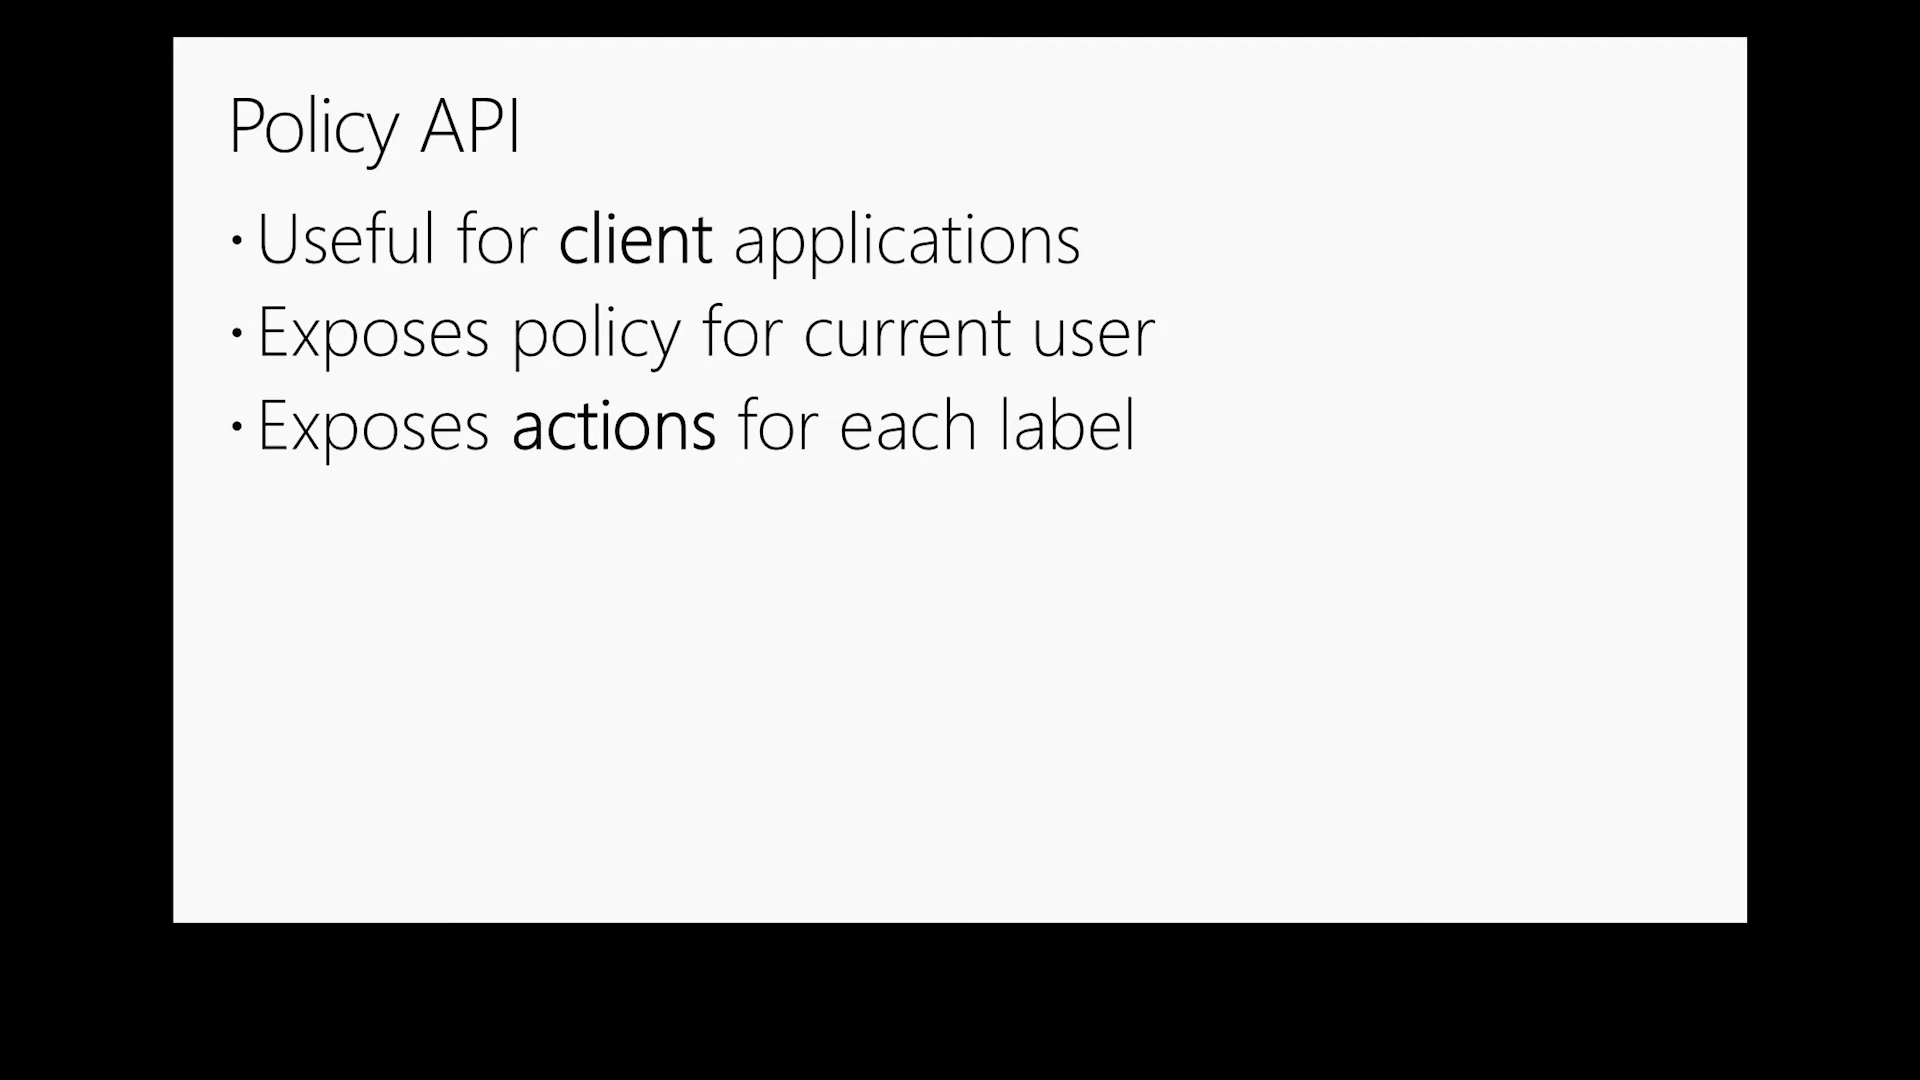 Policy API
· Useful for client applications
· Exposes policy for current user
· Exposes actions for each label